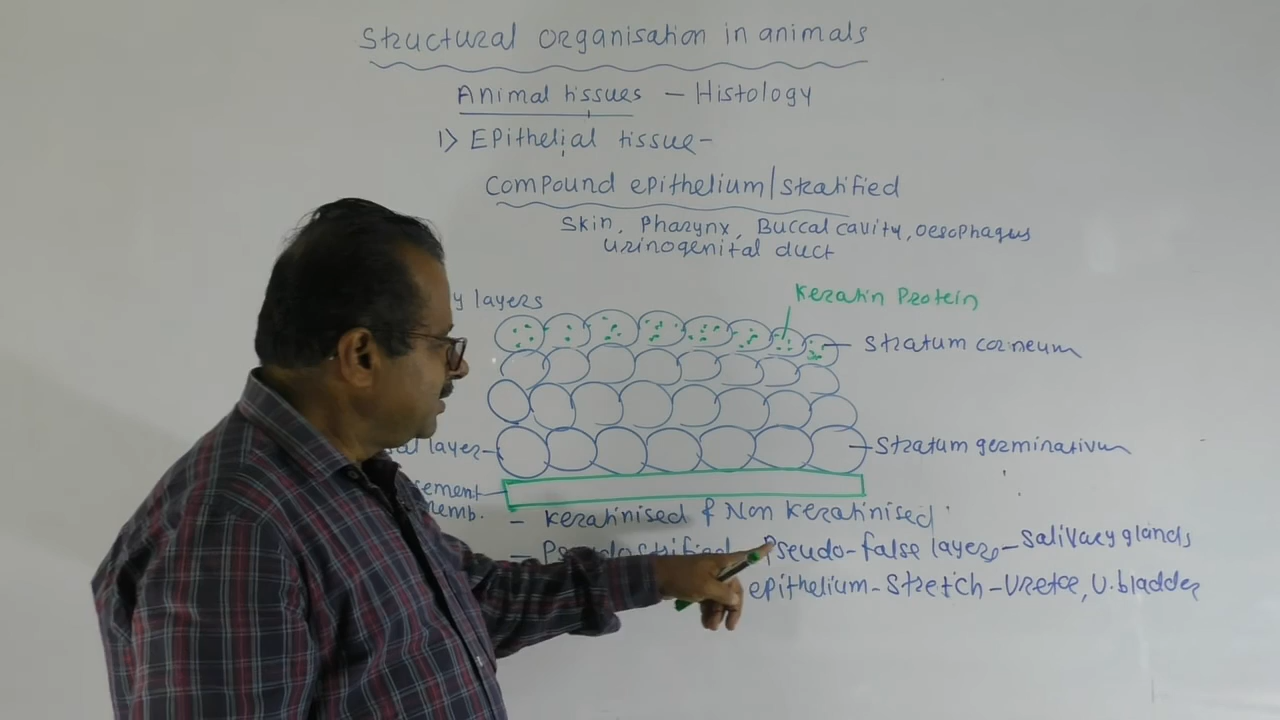 Structural organisation in animals
Animal tissues - Histology
1) Epithelial tissue -
Compound epithelium/stratified
Skin, Pharynx, Buccal cavity, oesophagus
urinogenital duct
layers
Keratin Protein
Stratum corneum
layer
Stratum germinativum
memb.
- Keratinised & Non Keratinised
- Pseudo-false layers - salivary glands
epithelium - stretch - Uretce, U. bladder